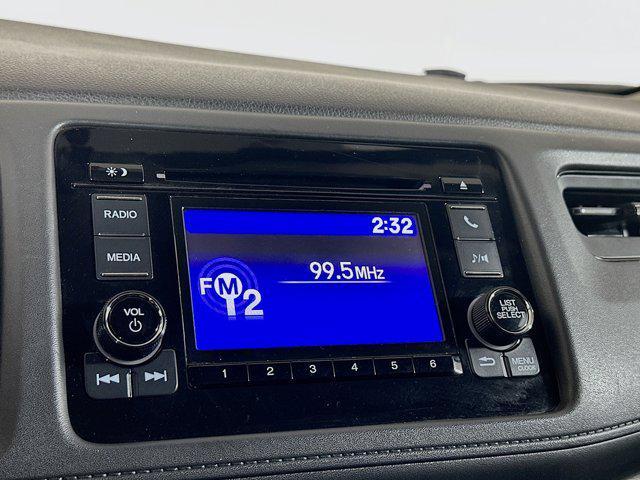 2:32
RADIO
MEDIA
99.5MHz
FM2
VOL
LIST
PUSH
SELECT
1 2 3 4 5 6
MENU
CLOCK